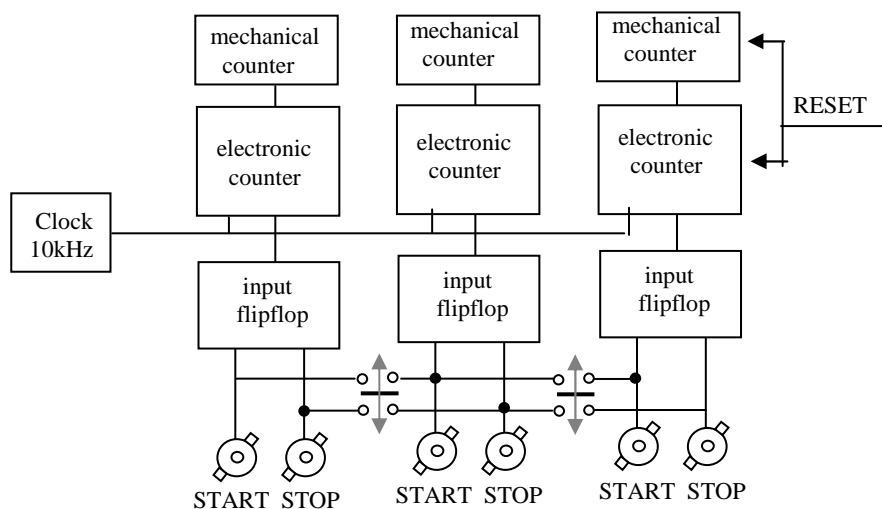 mechanical
counter
mechanical
counter
mechanical
counter
RESET
electronic
counter
electronic
counter
electronic
counter
Clock
10kHz
input
flipflop
input
flipflop
input
flipflop
START STOP
START STOP
START STOP